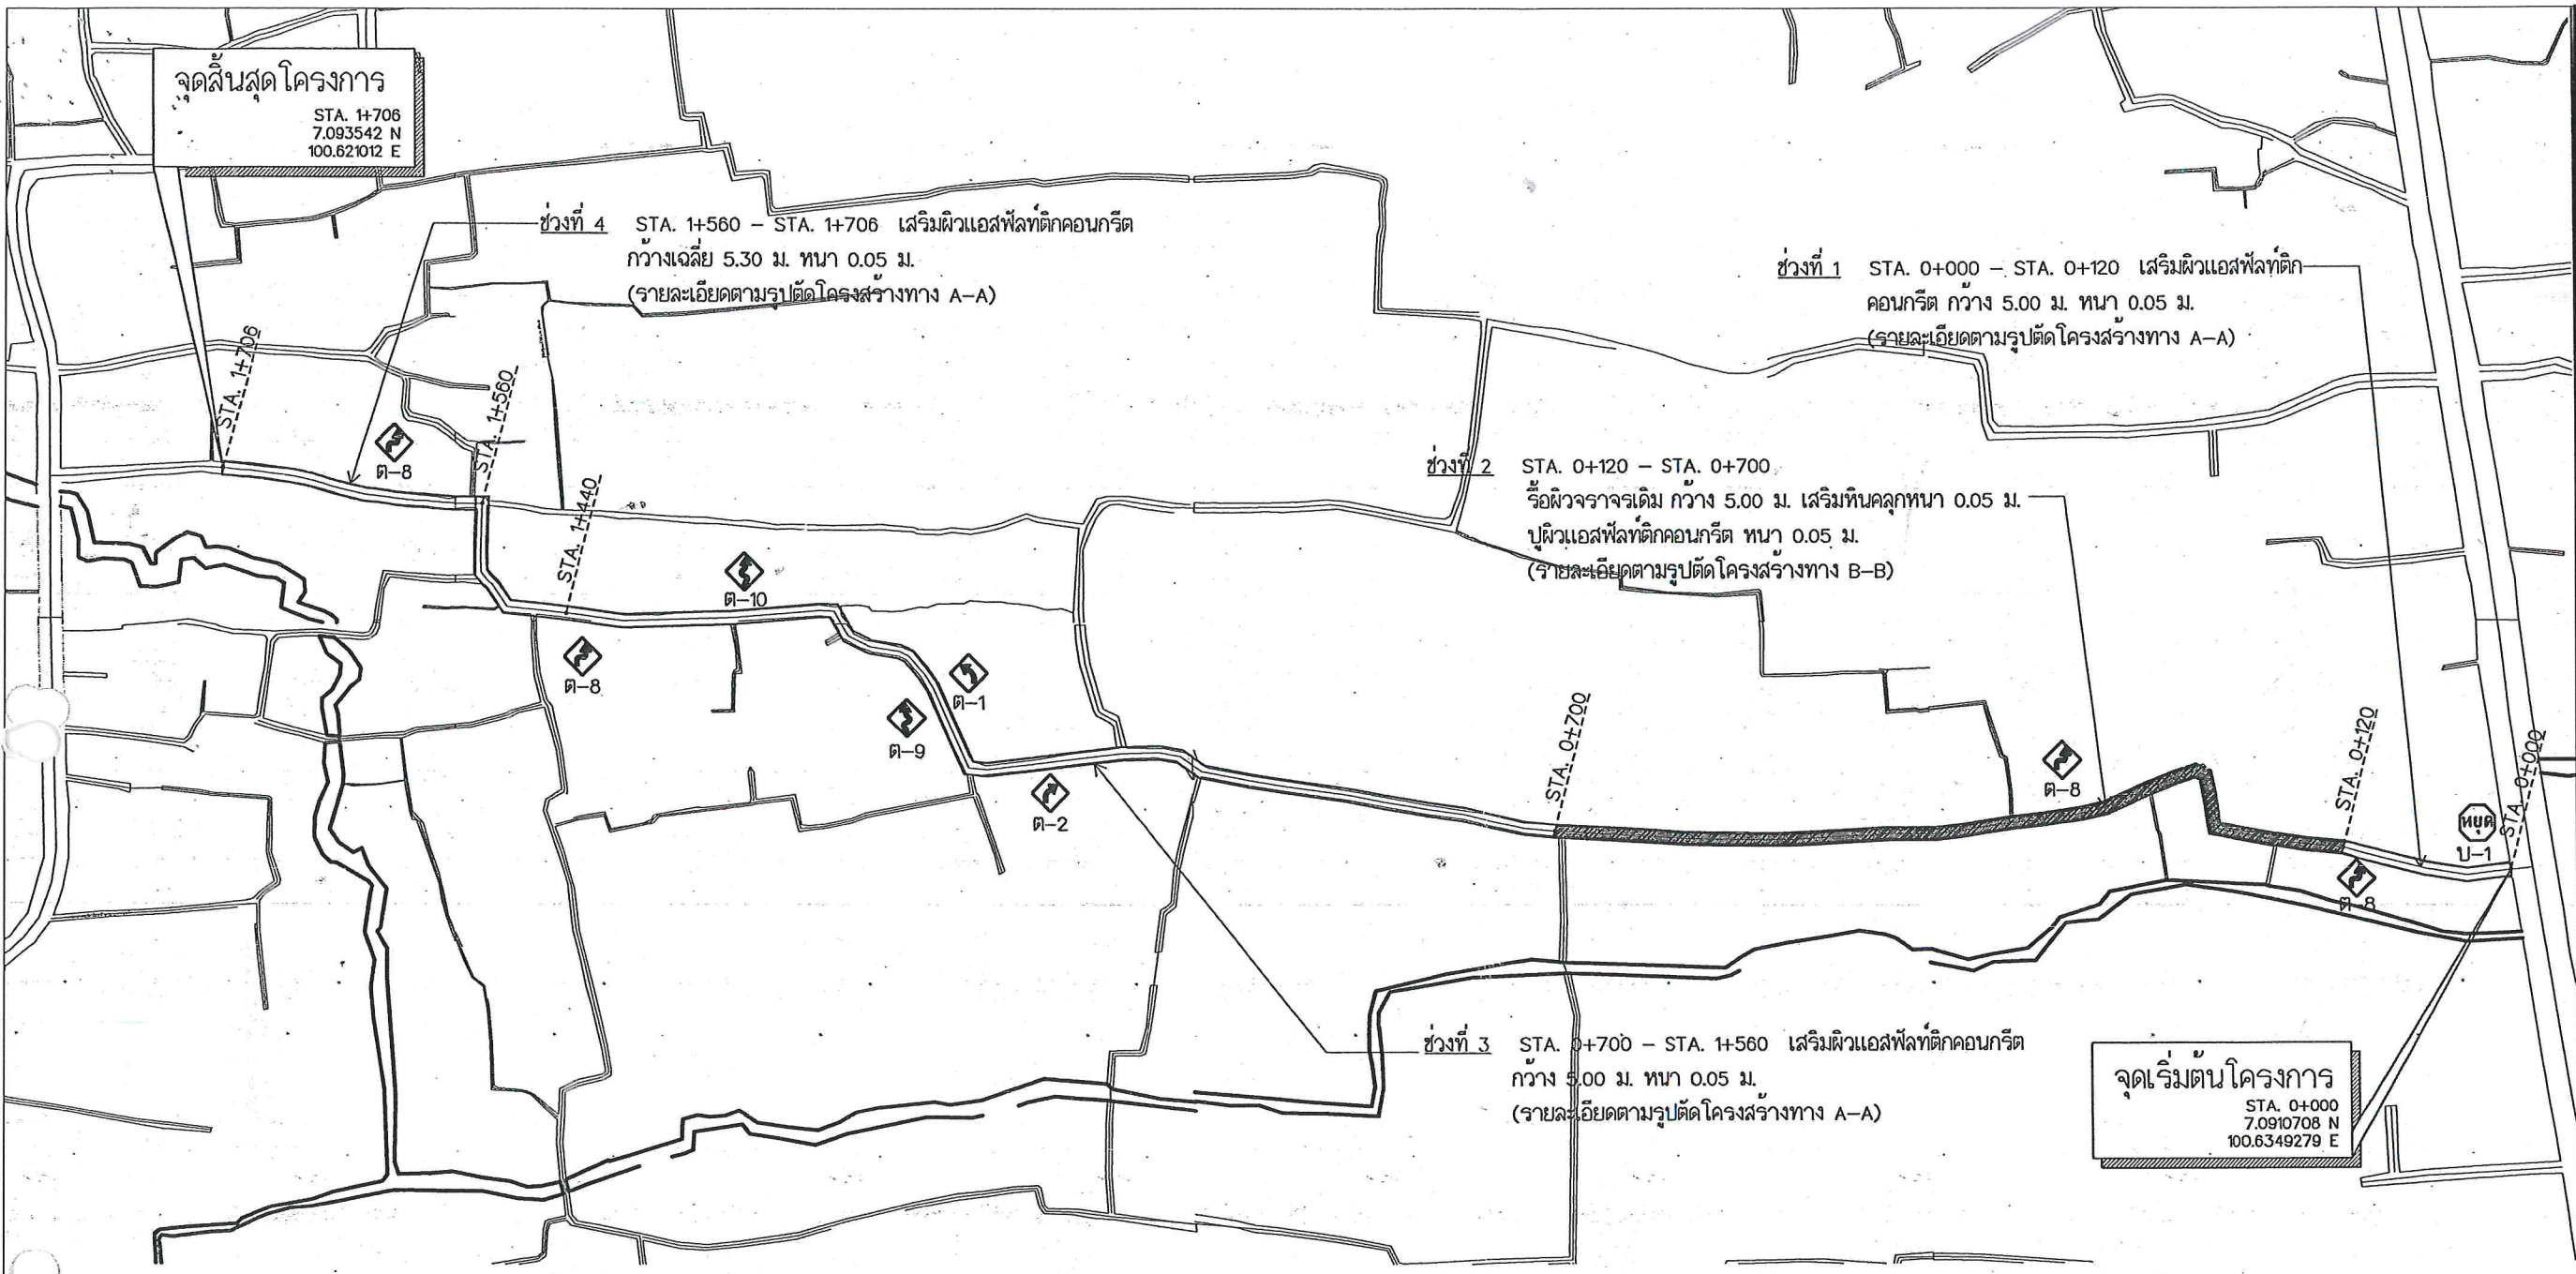 จุดสิ้นสุดโครงการ
STA. 1+706
7.093542 N
100.621012 E
ช่วงที่ 4 STA. 1+560 - STA. 1+706 เสริมผิวแอสฟัลท์ติกคอนกรีต
กว้างเฉลี่ย 5.30 ม. หนา 0.05 ม.
(รายละเอียดตามรูปตัดโครงสร้างทาง A-A)
ช่วงที่ 1 STA. 0+000 - STA. 0+120 เสริมผิวแอสฟัลท์ติก
คอนกรีต กว้าง 5.00 ม. หนา 0.05 ม.
(รายละเอียดตามรูปตัดโครงสร้างทาง A-A)
STA. 1+706
STA. 1+560
ต-8
STA. 1+440
ช่วงที่ 2 STA. 0+120 - STA. 0+700
รื้อผิวจราจรเดิม กว้าง 5.00 ม. เสริมหินคลุกหนา 0.05 ม.
ปูผิวแอสฟัลท์ติกคอนกรีต หนา 0.05 ม.
(รายละเอียดตามรูปตัดโครงสร้างทาง B-B)
ต-10
ต-8
ต-1
ต-9
ต-2
STA. 0+700
ต-8
STA. 0+120
STA. 0+000
หยุด
บ-1
ต-8
ช่วงที่ 3 STA. 0+700 - STA. 1+560 เสริมผิวแอสฟัลท์ติกคอนกรีต
กว้าง 5.00 ม. หนา 0.05 ม.
(รายละเอียดตามรูปตัดโครงสร้างทาง A-A)
จุดเริ่มต้นโครงการ
STA. 0+000
7.0910708 N
100.6349279 E